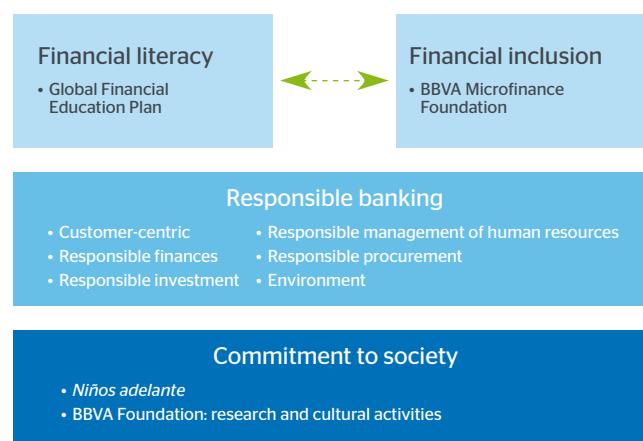 Financial literacy
• Global Financial
Education Plan
Financial inclusion
• BBVA Microfinance
Foundation
Responsible banking
• Customer-centric
• Responsible finances
• Responsible investment
• Responsible management of human resources
• Responsible procurement
• Environment
Commitment to society
• Niños adelante
• BBVA Foundation: research and cultural activities